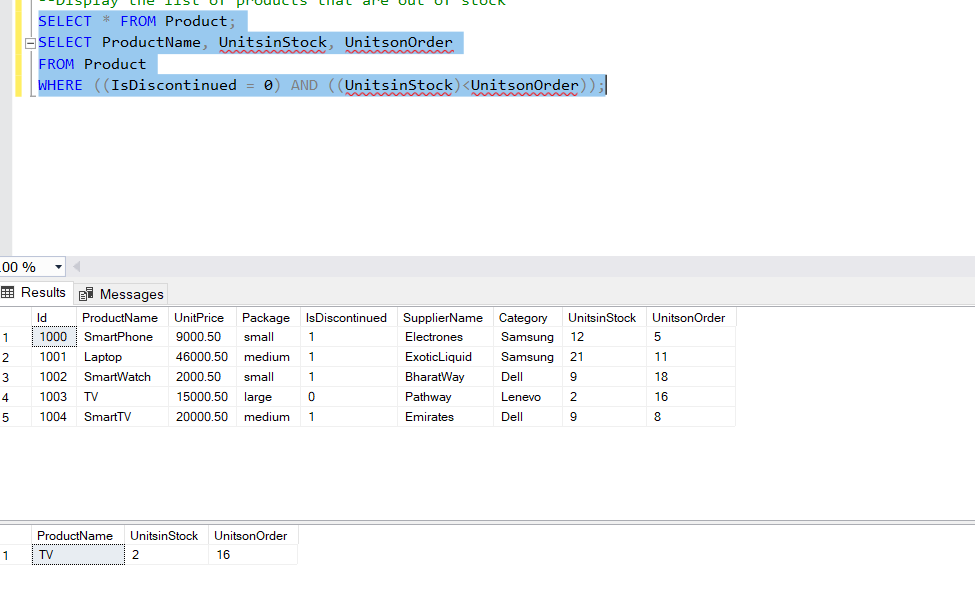 --Display the list of products that are out of stock
SELECT * FROM Product;
SELECT ProductName, UnitsinStock, UnitsonOrder
FROM Product
WHERE ((IsDiscontinued = 0) AND ((UnitsinStock)<UnitsonOrder));
00 %
Results Messages
Id ProductName UnitPrice Package IsDiscontinued SupplierName Category UnitsinStock UnitsonOrder
1 1000 SmartPhone 9000.50 small 1 Electrones Samsung 12 5
2 1001 Laptop 46000.50 medium 1 ExoticLiquid Samsung 21 11
3 1002 SmartWatch 2000.50 small 1 BharatWay Dell 9 18
4 1003 TV 15000.50 large 0 Pathway Lenevo 2 16
5 1004 SmartTV 20000.50 medium 1 Emirates Dell 9 8
ProductName UnitsinStock UnitsonOrder
1 TV 2 16